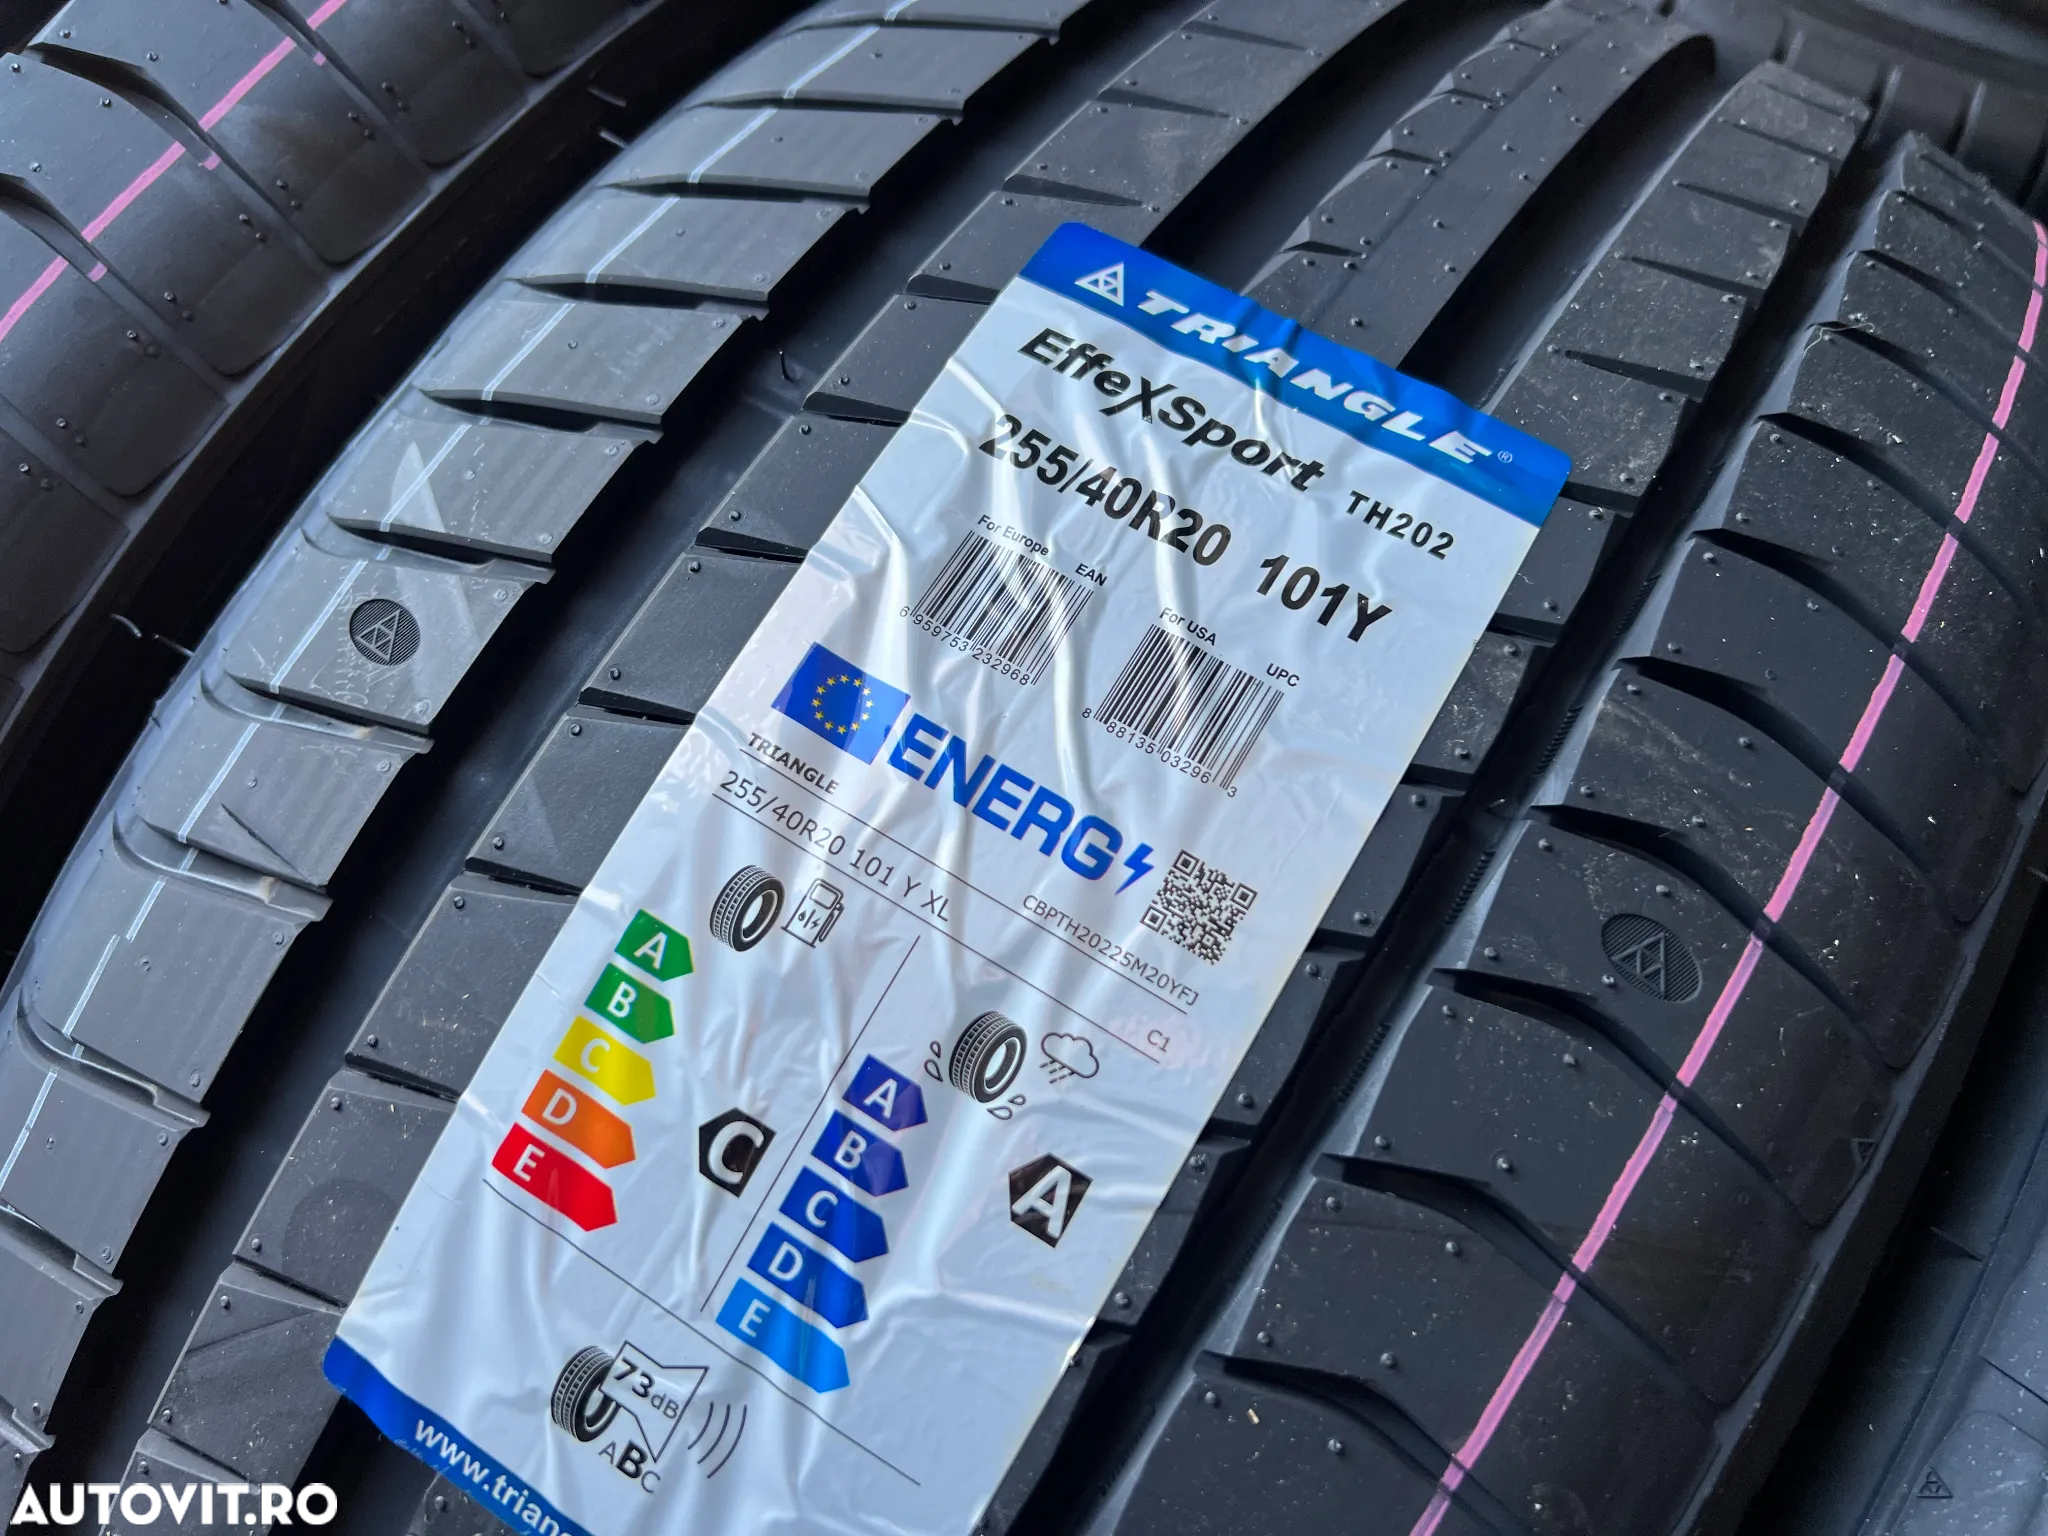 TRIANGLE ®
EffeXSport TH202
255/40R20 101Y
For Europe
EAN
6 959753 232968
For USA
UPC
8 88135 03296 3
ENERG
TRIANGLE
CBPTH20225M20YFJ
255/40R20 101 Y XL
C1
A
B
C
D
E
C
A
B
C
D
E
A
73dB
ABC
www.trian
AUTOVIT.RO